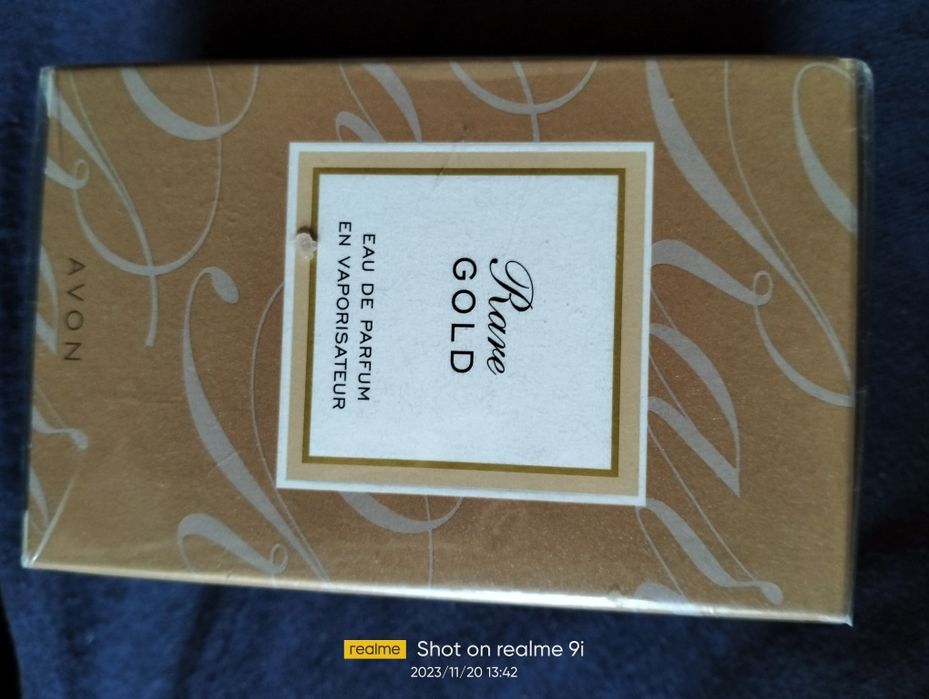 Rare
GOLD
EAU DE PARFUM
EN VAPORISATEUR
AVON
realme Shot on realme 9i
2023/11/20 13:42